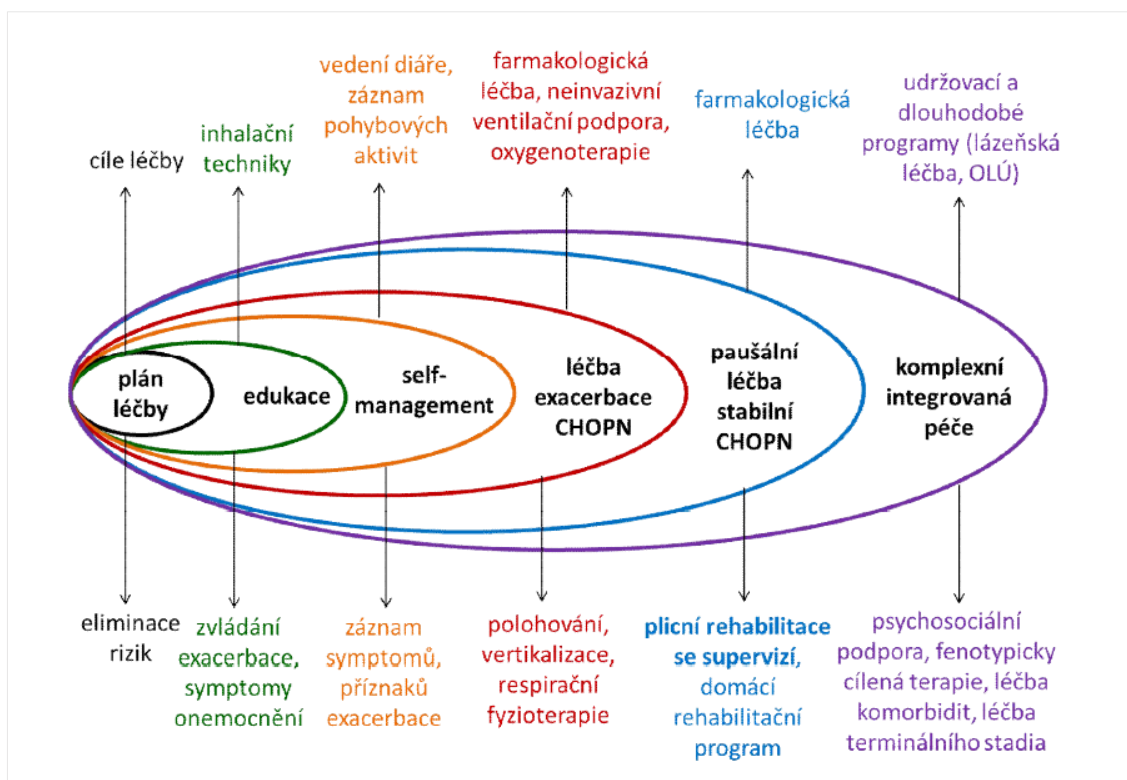 cíle léčby
inhalační
techniky
vedení diáře,
záznam
pohybových
aktivit
farmakologická
léčba, neinvazivní
ventilační podpora,
oxygenoterapie
farmakologická
léčba
udržovací a
dlouhodobé
programy (lázeňská
léčba, OLÚ)
plán
léčby
edukace
self-
management
léčba
exacerbace
CHOPN
paušální
léčba
stabilní
CHOPN
komplexní
integrovaná
péče
eliminace
rizik
zvládání
exacerbace,
symptomy
onemocnění
záznam
symptomů,
příznaků
exacerbace
polohování,
vertikalizace,
respirační
fyzioterapie
plicní rehabilitace
se supervizí,
domácí
rehabilitační
program
psychosociální
podpora, fenotypicky
cílená terapie, léčba
komorbidit, léčba
terminálního stadia